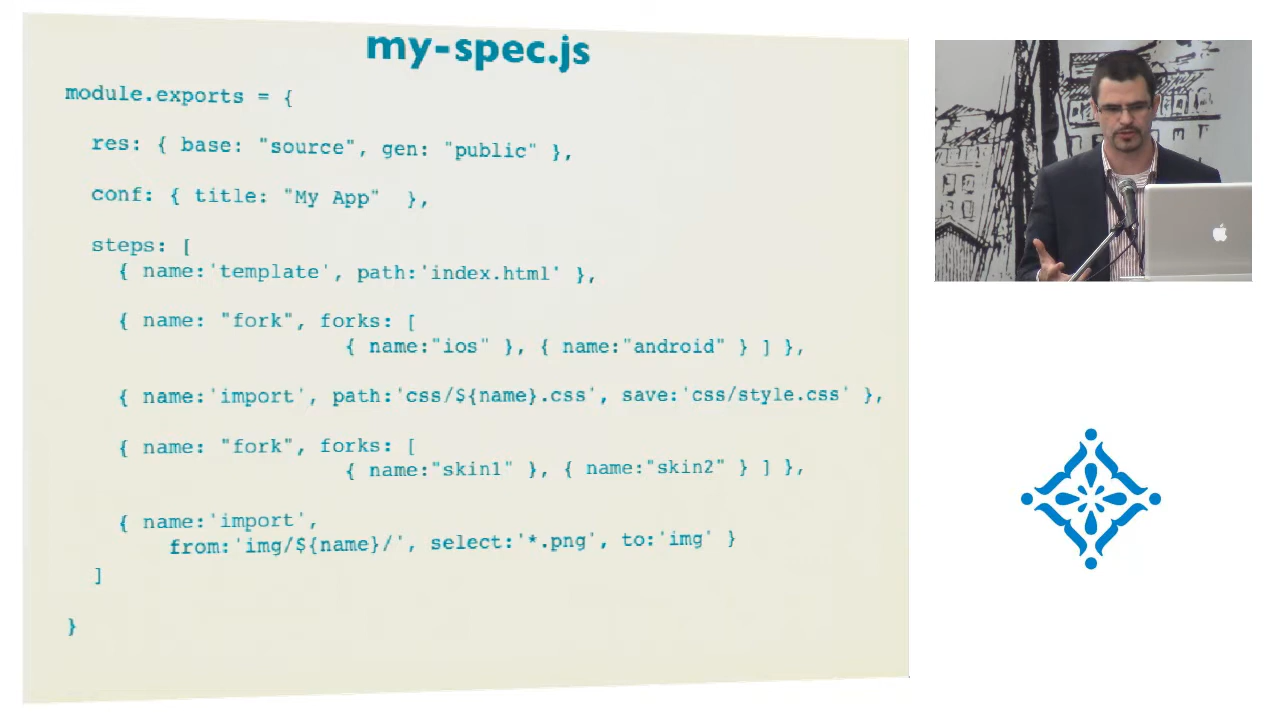 my-spec.js
module.exports = {
res: { base: "source", gen: "public" },
conf: { title: "My App"  },
steps: [
{ name:'template', path:'index.html' },
{ name: "fork", forks: [
{ name:"ios" }, { name:"android" } ] },
{ name:'import', path:'css/${name}.css', save:'css/style.css' },
{ name: "fork", forks: [
{ name:"skin1" }, { name:"skin2" } ] },
{ name:'import',
from:'img/${name}/', select:'*.png', to:'img' }
]
}